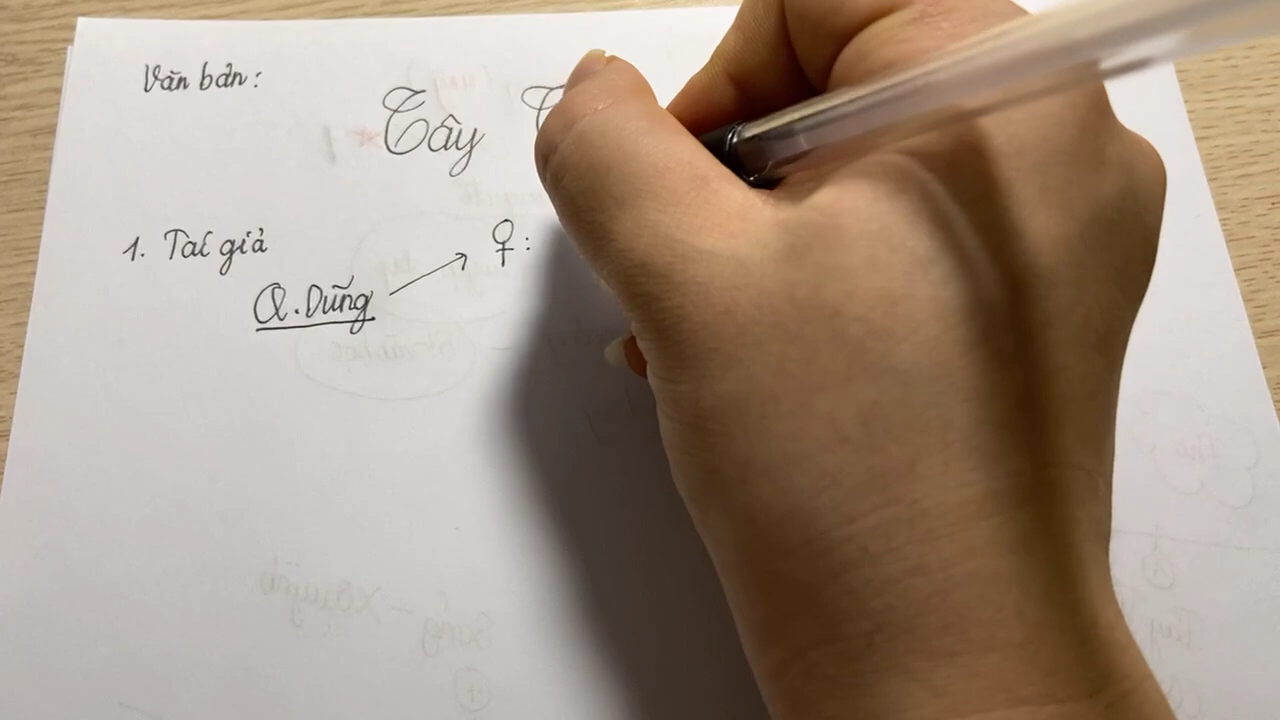 Văn bản:
Tây
1. Tác giả
Q. Dũng
♀: